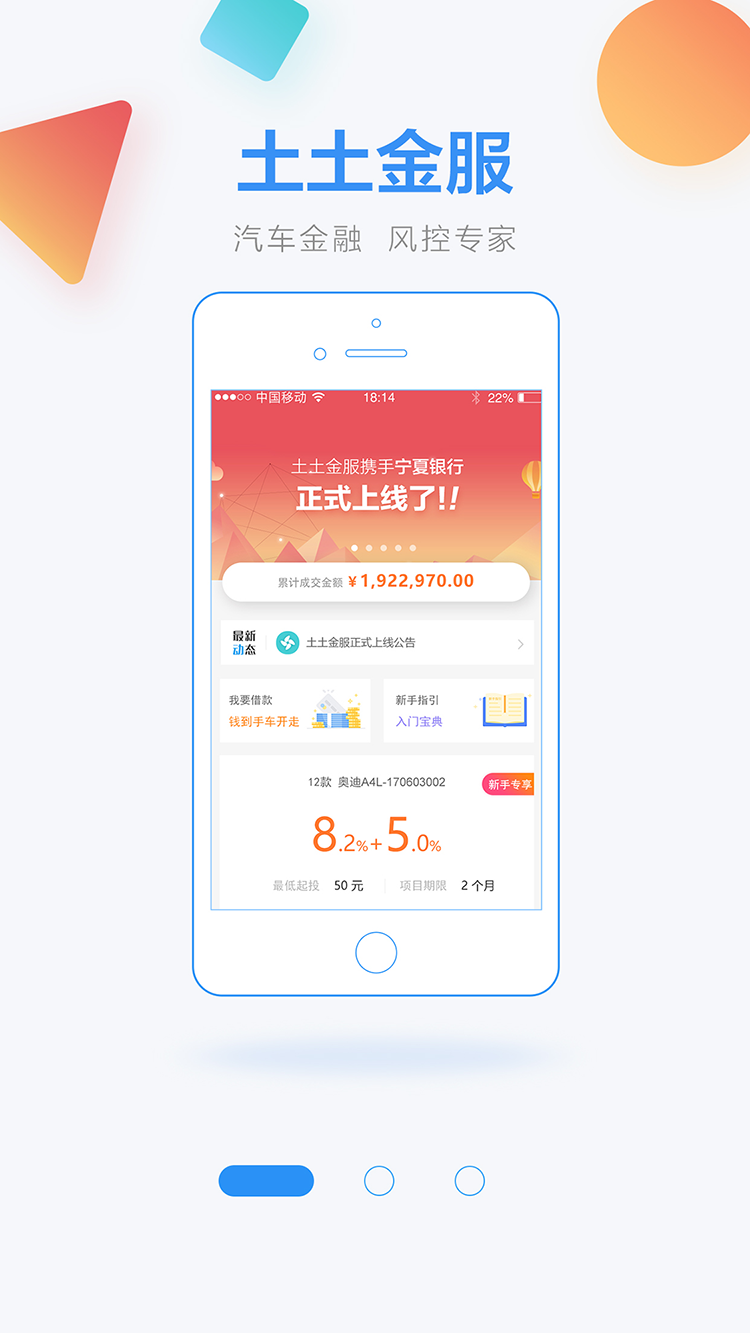 土土金服
汽车金融 风控专家
中国移动 18:14 22%
土土金服携手宁夏银行
正式上线了!!
累计成交金额 ¥1,922,970.00
最新
动态
土土金服正式上线公告
我要借款
钱到手车开走
新手指引
入门宝典
12款 奥迪A4L-170603002
新手专享
8.2%+5.0%
最低起投 50 元 项目期限 2 个月